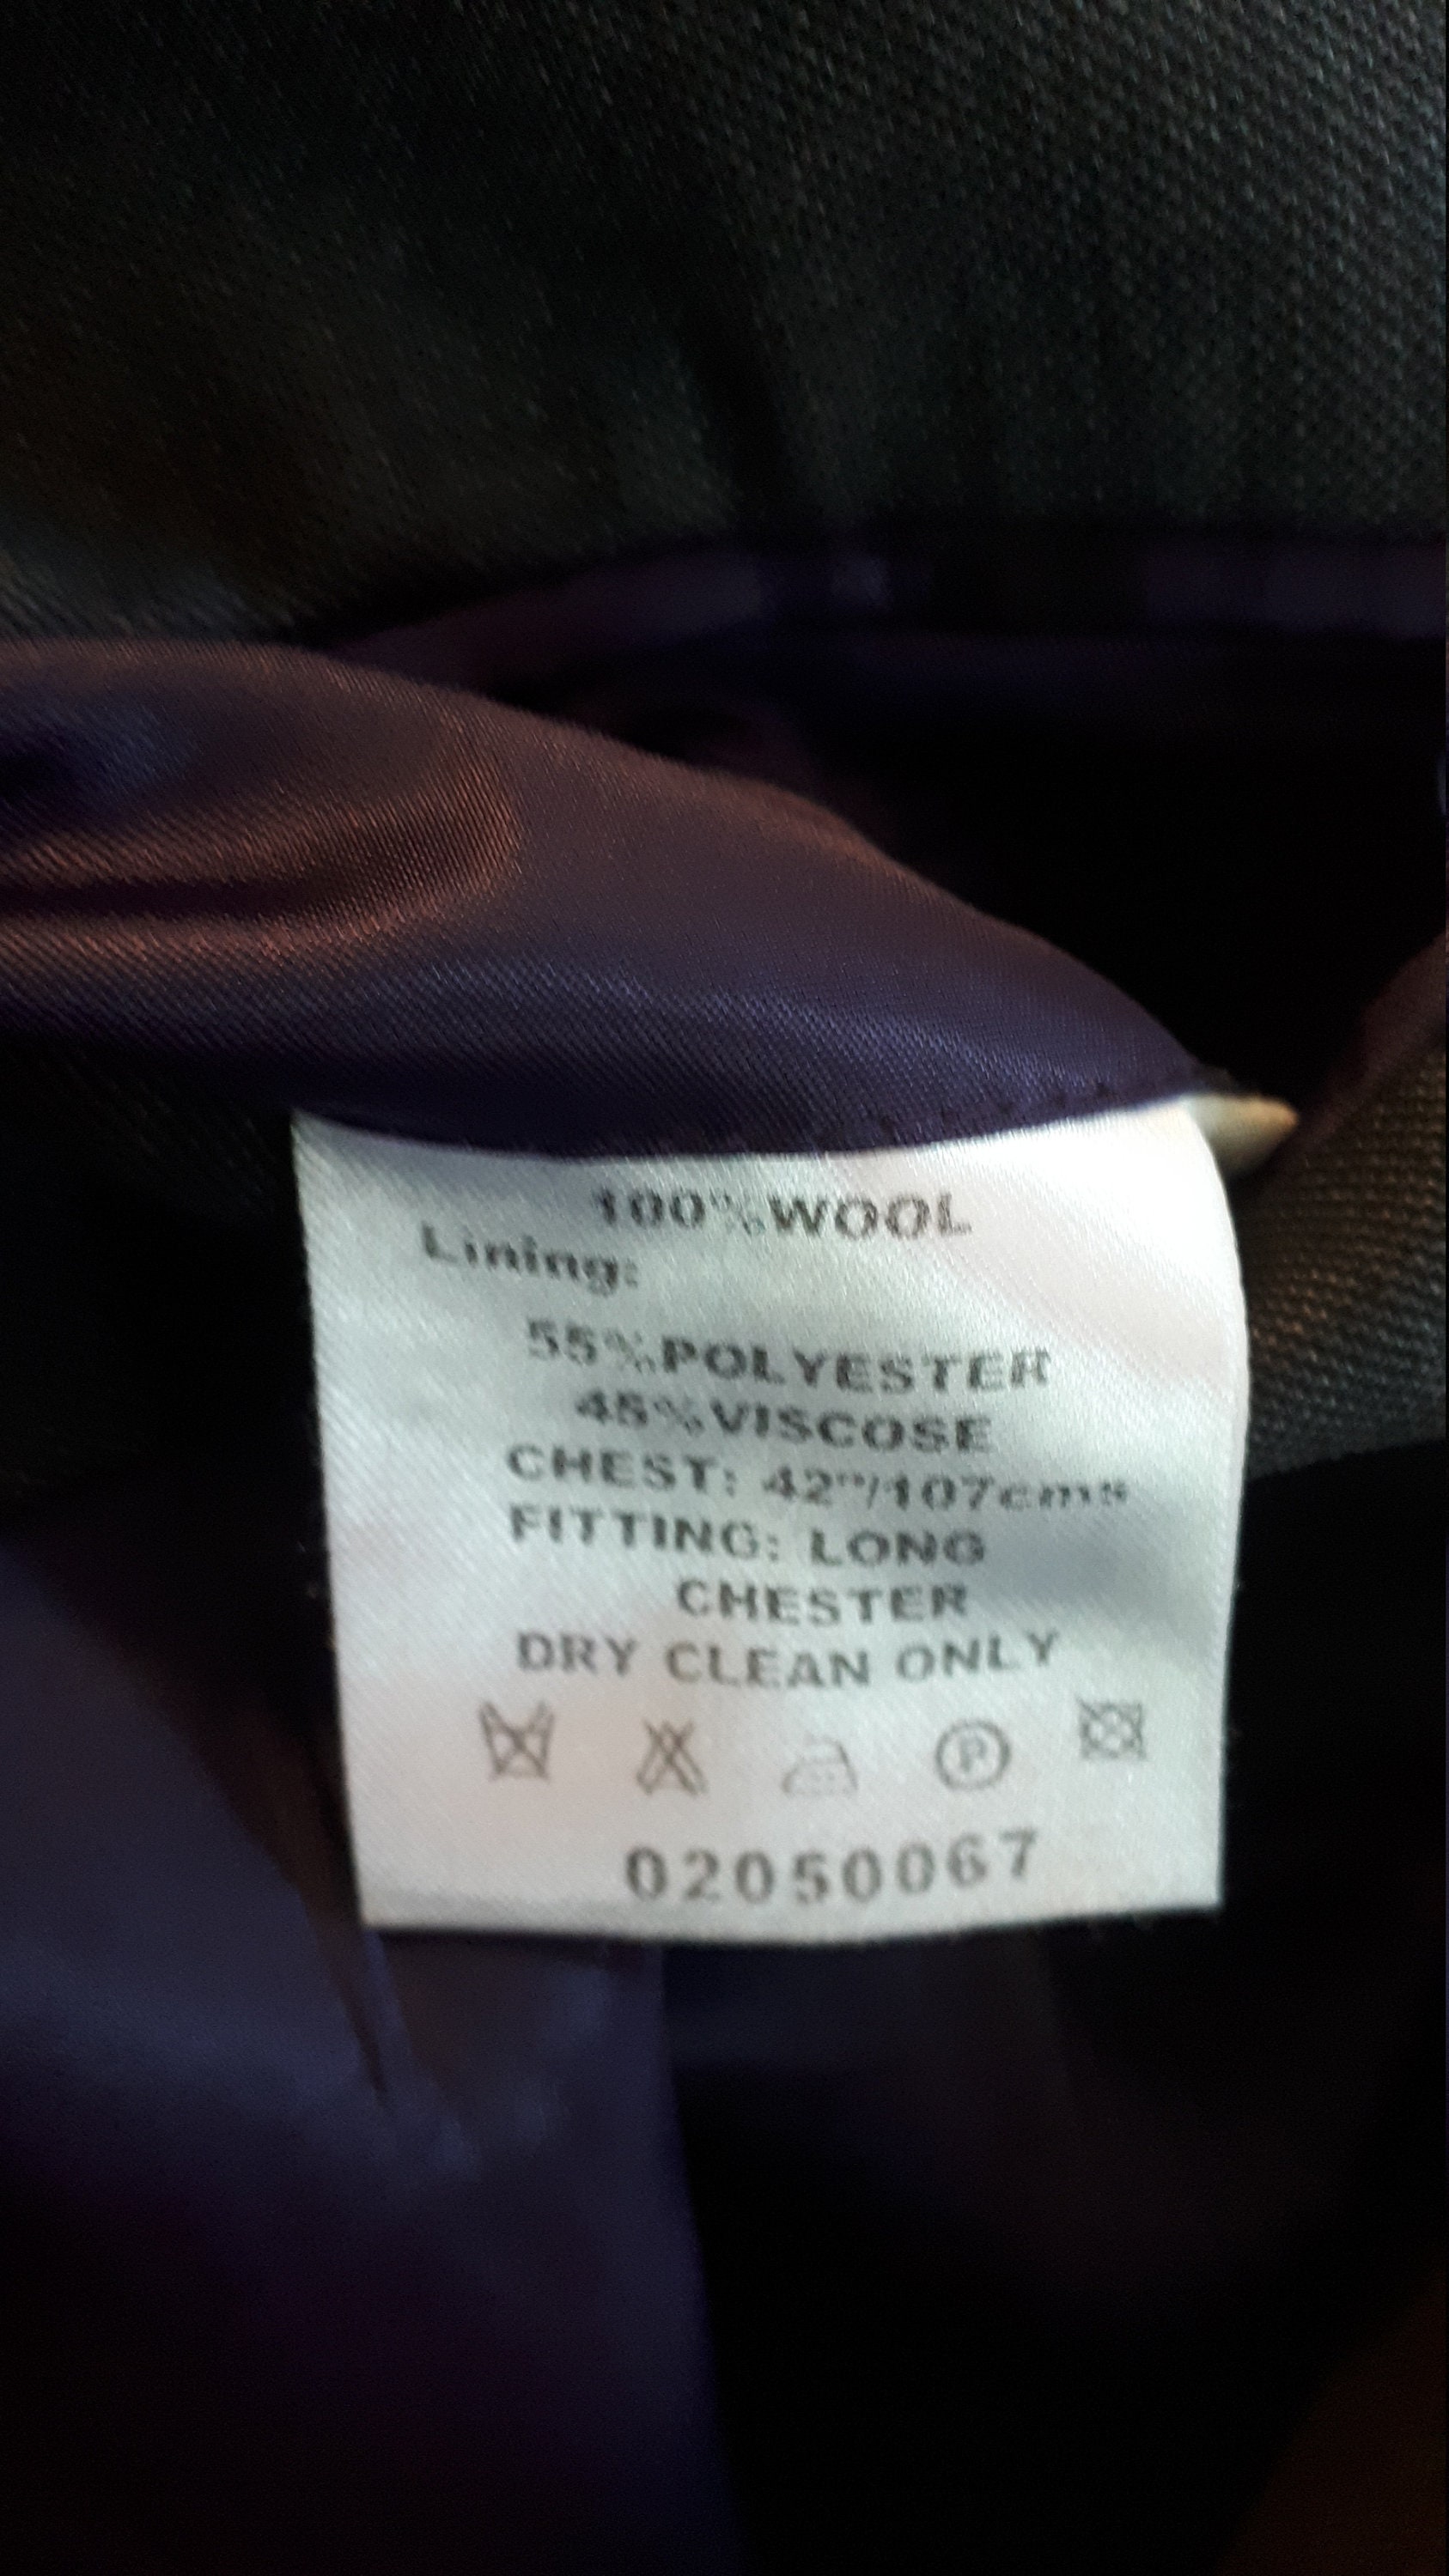 100%WOOL
Lining:
55%POLYESTER
45%VISCOSE
CHEST: 42"/107cms
FITTING: LONG
CHESTER
DRY CLEAN ONLY
P
02050067